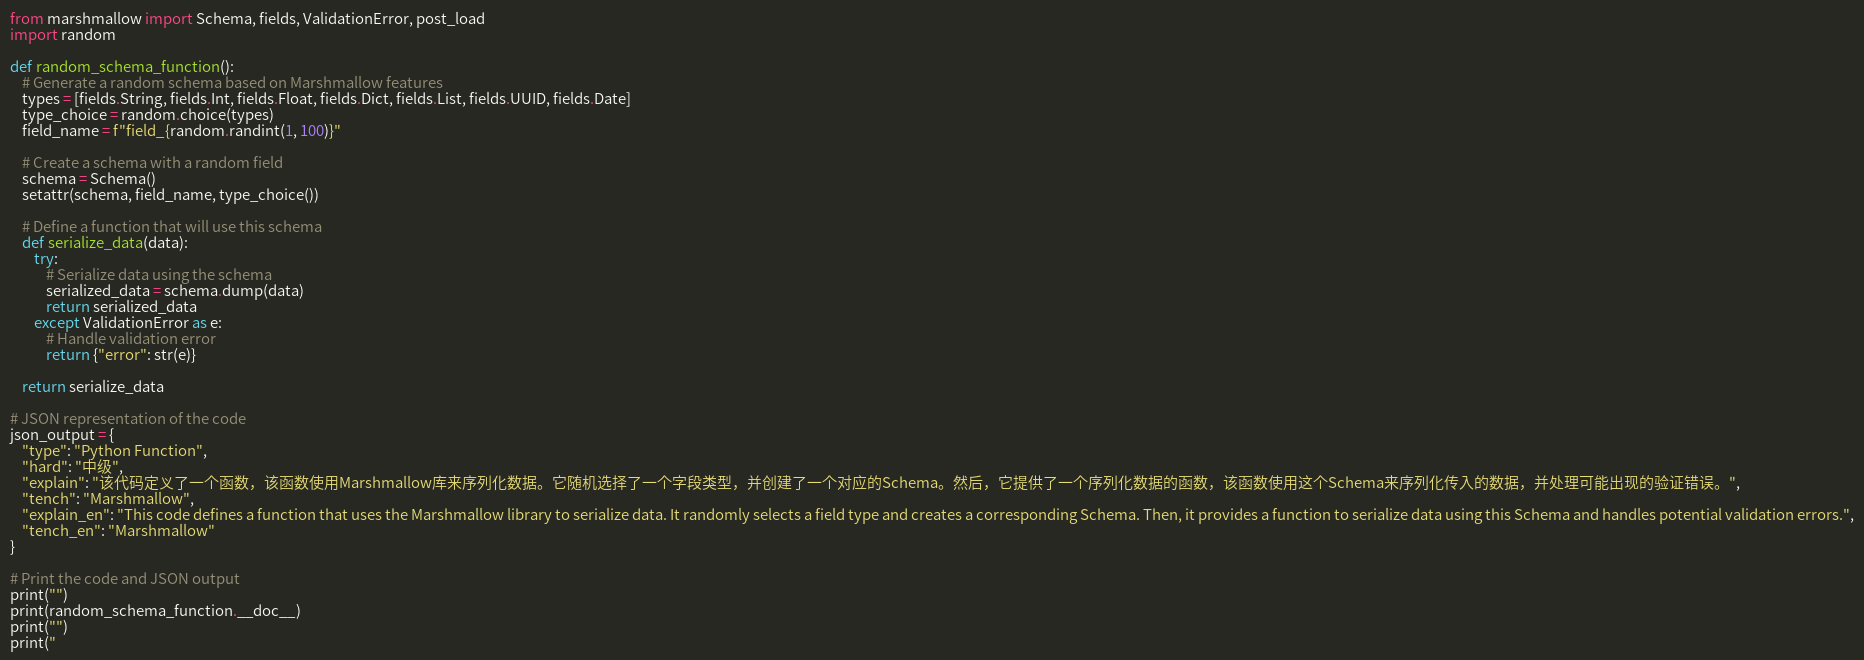 from marshmallow import Schema, fields, ValidationError, post_load
import random

def random_schema_function():
    # Generate a random schema based on Marshmallow features
    types = [fields.String, fields.Int, fields.Float, fields.Dict, fields.List, fields.UUID, fields.Date]
    type_choice = random.choice(types)
    field_name = f"field_{random.randint(1, 100)}"

    # Create a schema with a random field
    schema = Schema()
    setattr(schema, field_name, type_choice())

    # Define a function that will use this schema
    def serialize_data(data):
        try:
            # Serialize data using the schema
            serialized_data = schema.dump(data)
            return serialized_data
        except ValidationError as e:
            # Handle validation error
            return {"error": str(e)}

    return serialize_data

# JSON representation of the code
json_output = {
    "type": "Python Function",
    "hard": "中级",
    "explain": "该代码定义了一个函数，该函数使用Marshmallow库来序列化数据。它随机选择了一个字段类型，并创建了一个对应的Schema。然后，它提供了一个序列化数据的函数，该函数使用这个Schema来序列化传入的数据，并处理可能出现的验证错误。",
    "tench": "Marshmallow",
    "explain_en": "This code defines a function that uses the Marshmallow library to serialize data. It randomly selects a field type and creates a corresponding Schema. Then, it provides a function to serialize data using this Schema and handles potential validation errors.",
    "tench_en": "Marshmallow"
}

# Print the code and JSON output
print("")
print(random_schema_function.__doc__)
print("")
print("